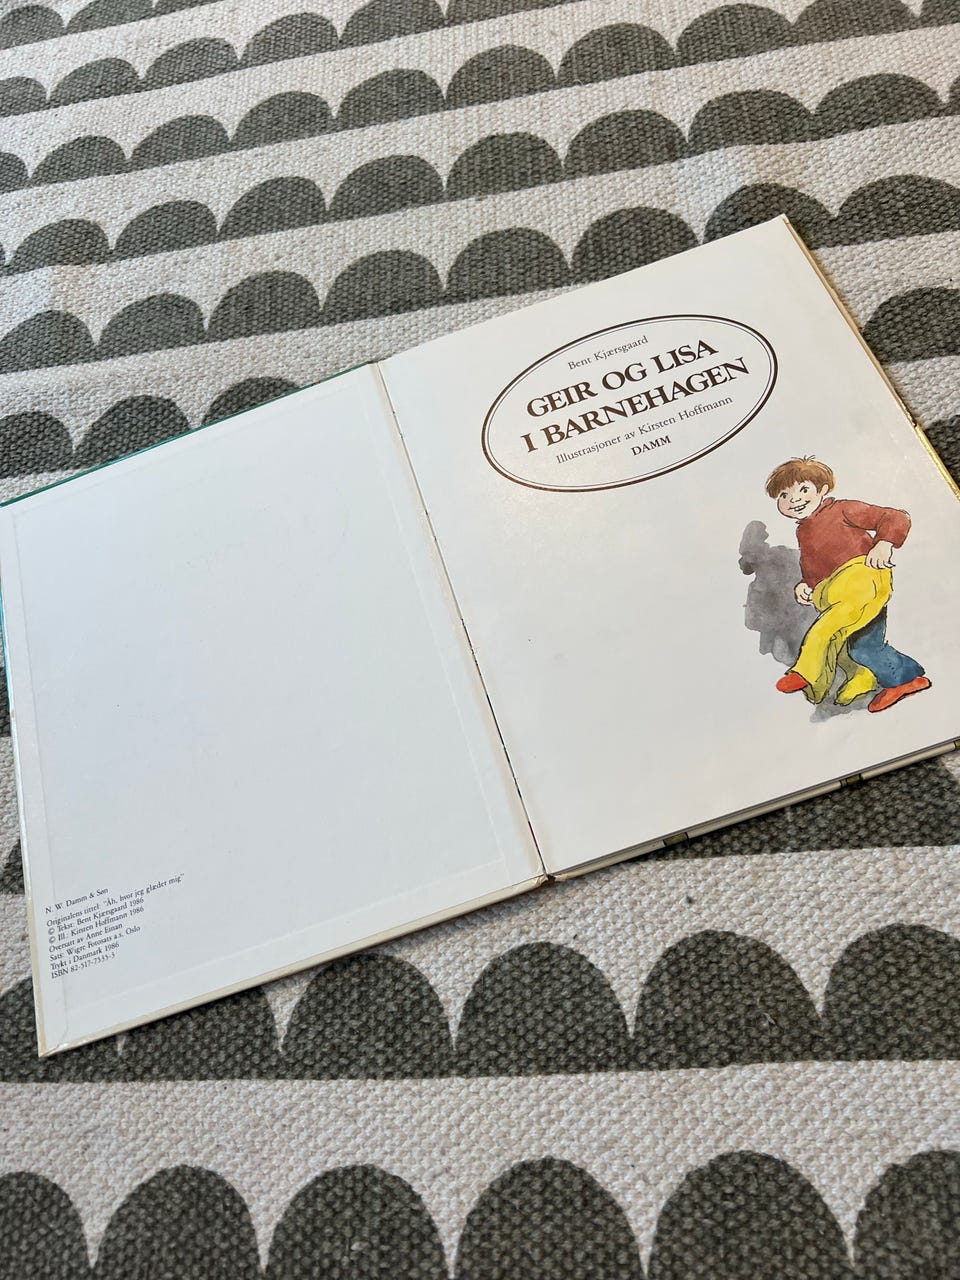 Bent Kjærsgaard
GEIR OG LISA
I BARNEHAGEN
Illustrasjoner av Kirsten Hoffmann
DAMM
N. W. Damm & Søn
Originalens tittel: "Åh, hvor jeg glæder mig"
© Tekst: Bent Kjærsgaard 1986
© Ill.: Kirsten Hoffmann 1986
Oversatt av Anne Einan
Sats: Wigre Fotosats a.s, Oslo
Trykt i Danmark 1986
ISBN 82-517-7535-3